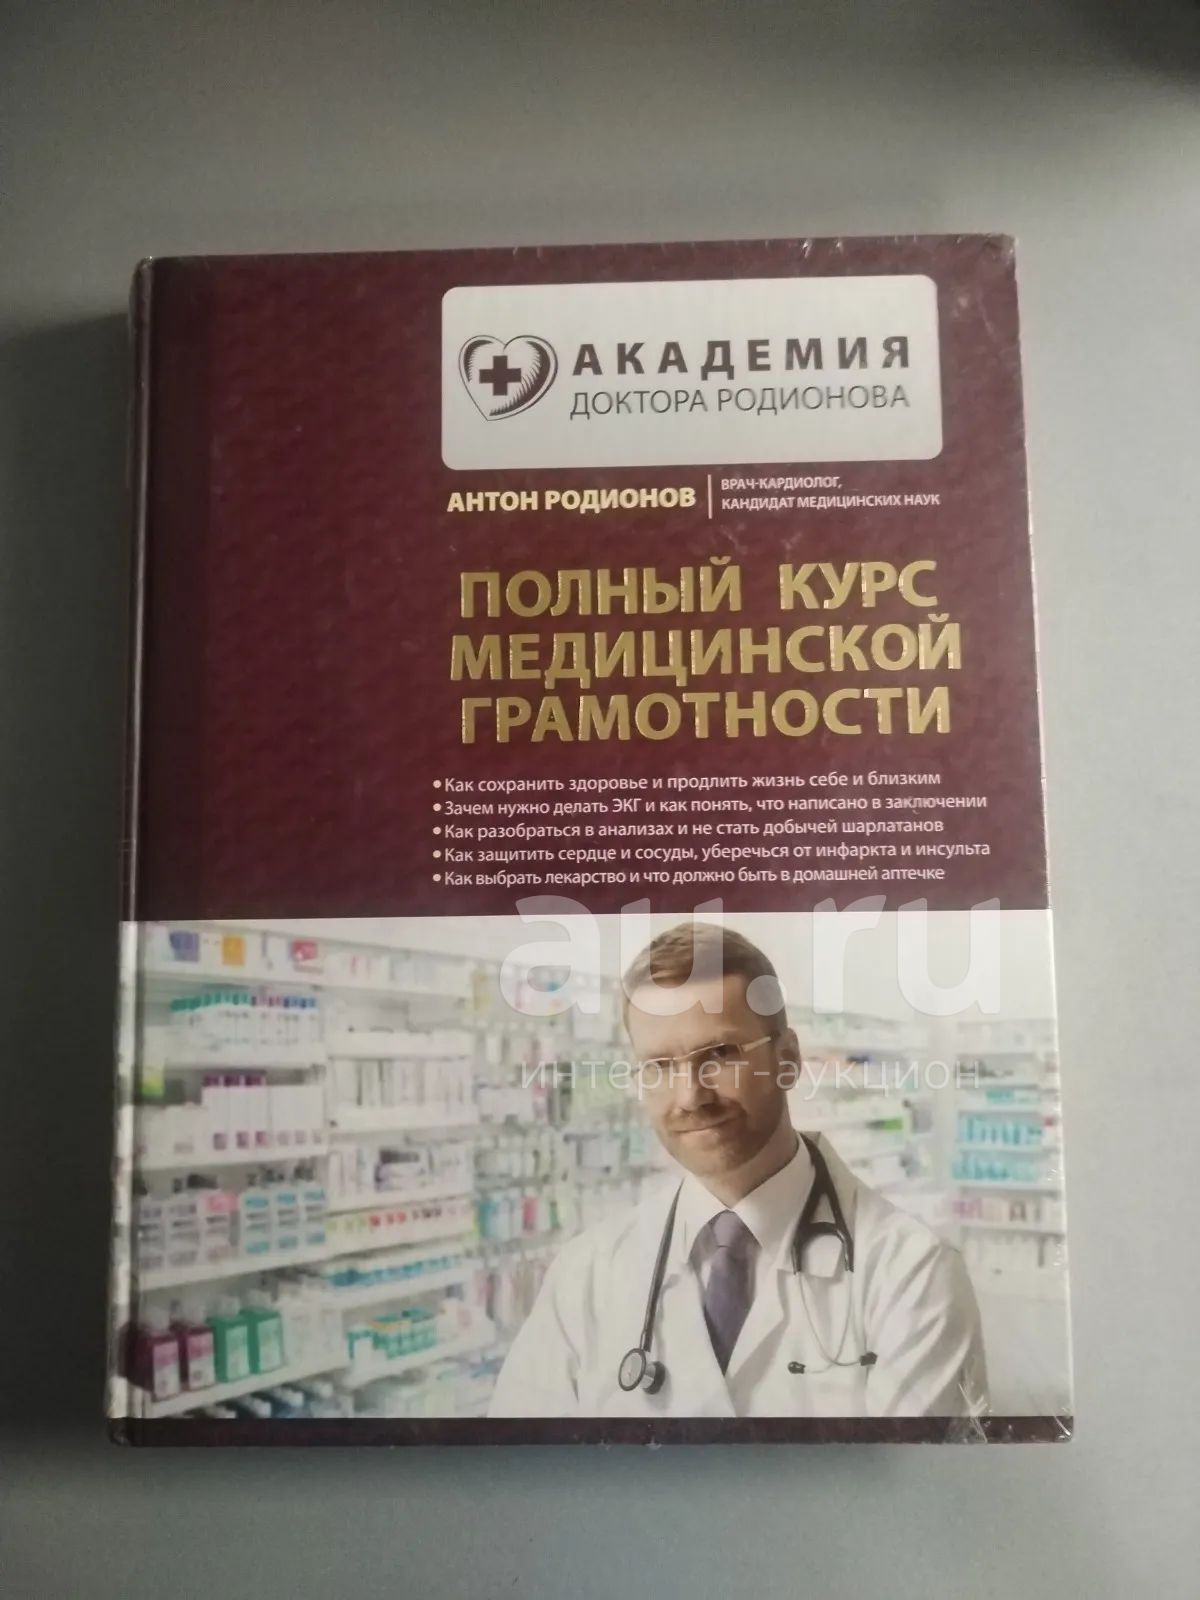 АКАДЕМИЯ
ДОКТОРА РОДИОНОВА
АНТОН РОДИОНОВ
ВРАЧ-КАРДИОЛОГ,
КАНДИДАТ МЕДИЦИНСКИХ НАУК
ПОЛНЫЙ КУРС
МЕДИЦИНСКОЙ
ГРАМОТНОСТИ
• Как сохранить здоровье и продлить жизнь себе и близким
• Зачем нужно делать ЭКГ и как понять, что написано в заключении
• Как разобраться в анализах и не стать добычей шарлатанов
• Как защитить сердце и сосуды, уберечься от инфаркта и инсульта
• Как выбрать лекарство и что должно быть в домашней аптечке
au.ru
интернет-аукцион